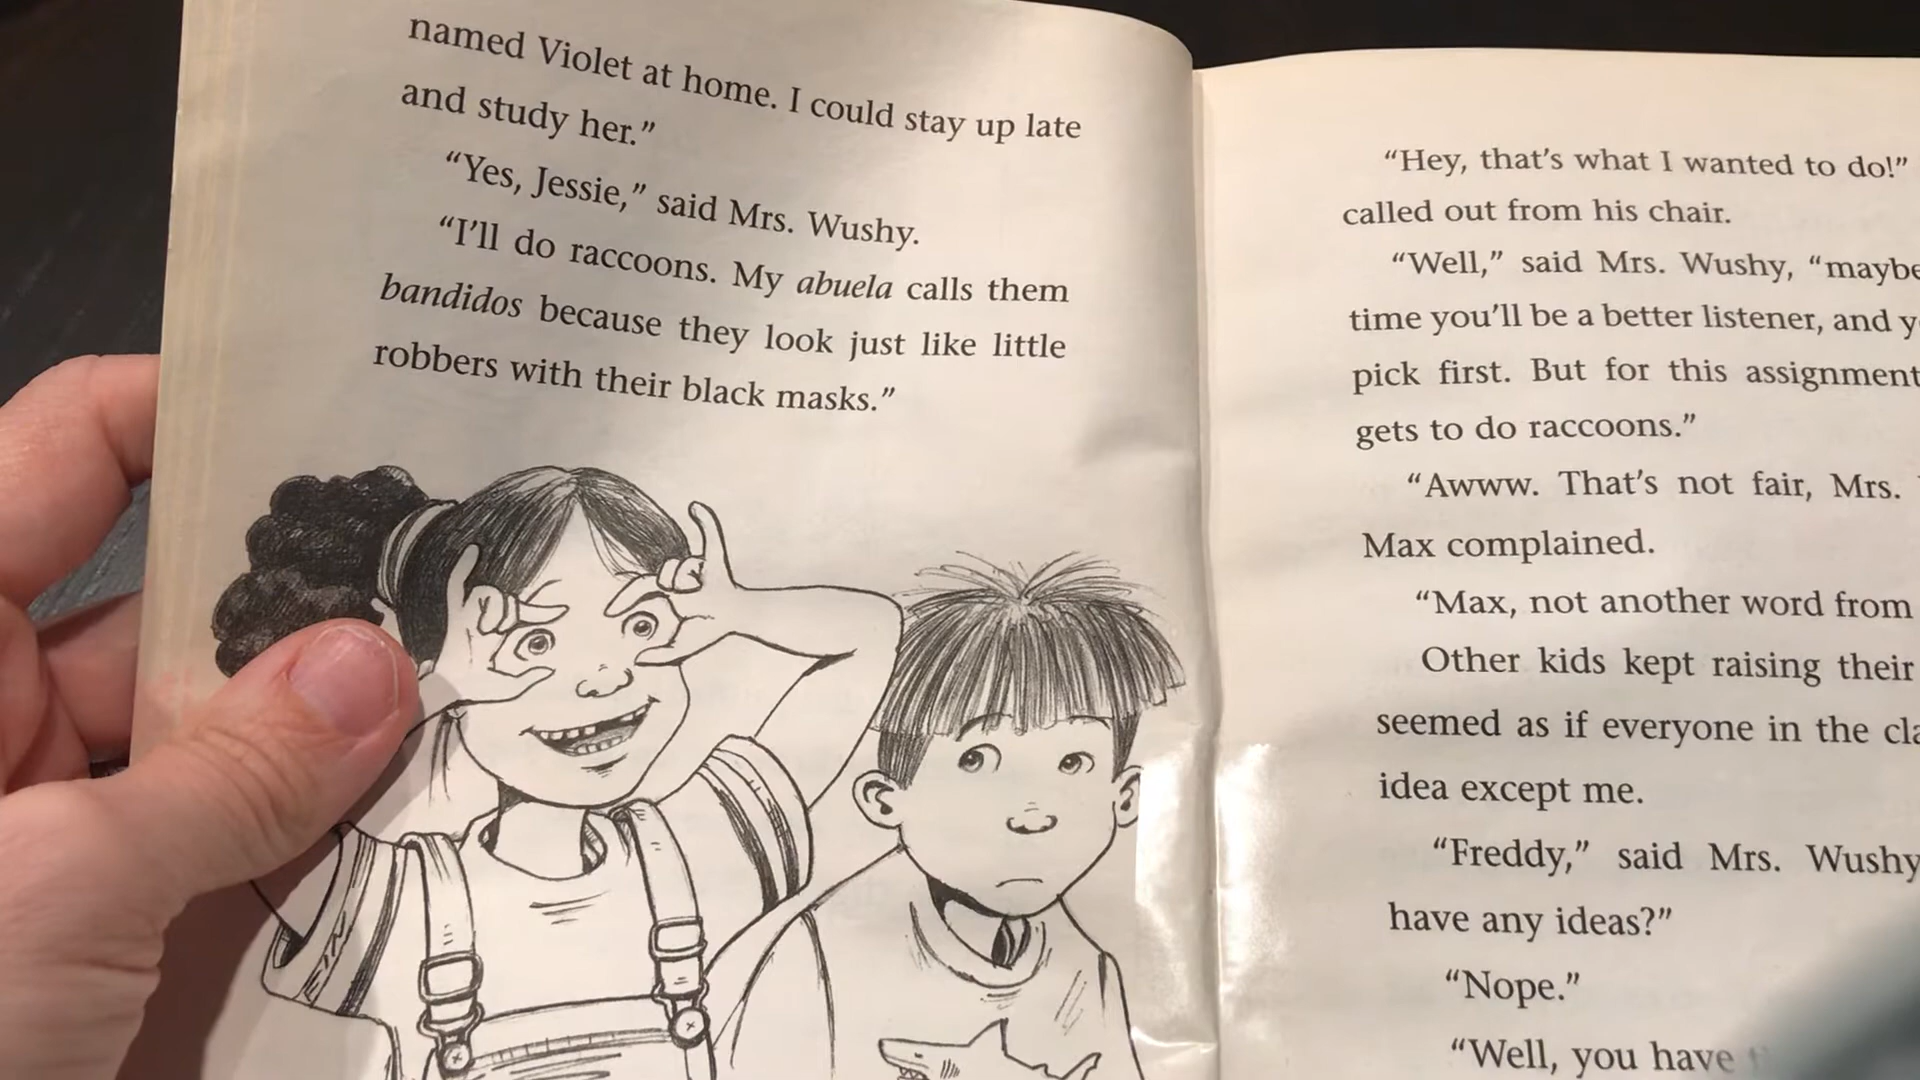 named Violet at home. I could stay up late
and study her.”
“Yes, Jessie,” said Mrs. Wushy.
“I’ll do raccoons. My abuela calls them
bandidos because they look just like little
robbers with their black masks.”
“Hey, that’s what I wanted to do!”
called out from his chair.
“Well,” said Mrs. Wushy, “maybe
time you’ll be a better listener, and
pick first. But for this assignment
gets to do raccoons.”
“Awww. That’s not fair, Mrs.
Max complained.
“Max, not another word from
Other kids kept raising their
seemed as if everyone in the
idea except me.
“Freddy,” said Mrs. Wushy
have any ideas?”
“Nope.”
“Well, you have